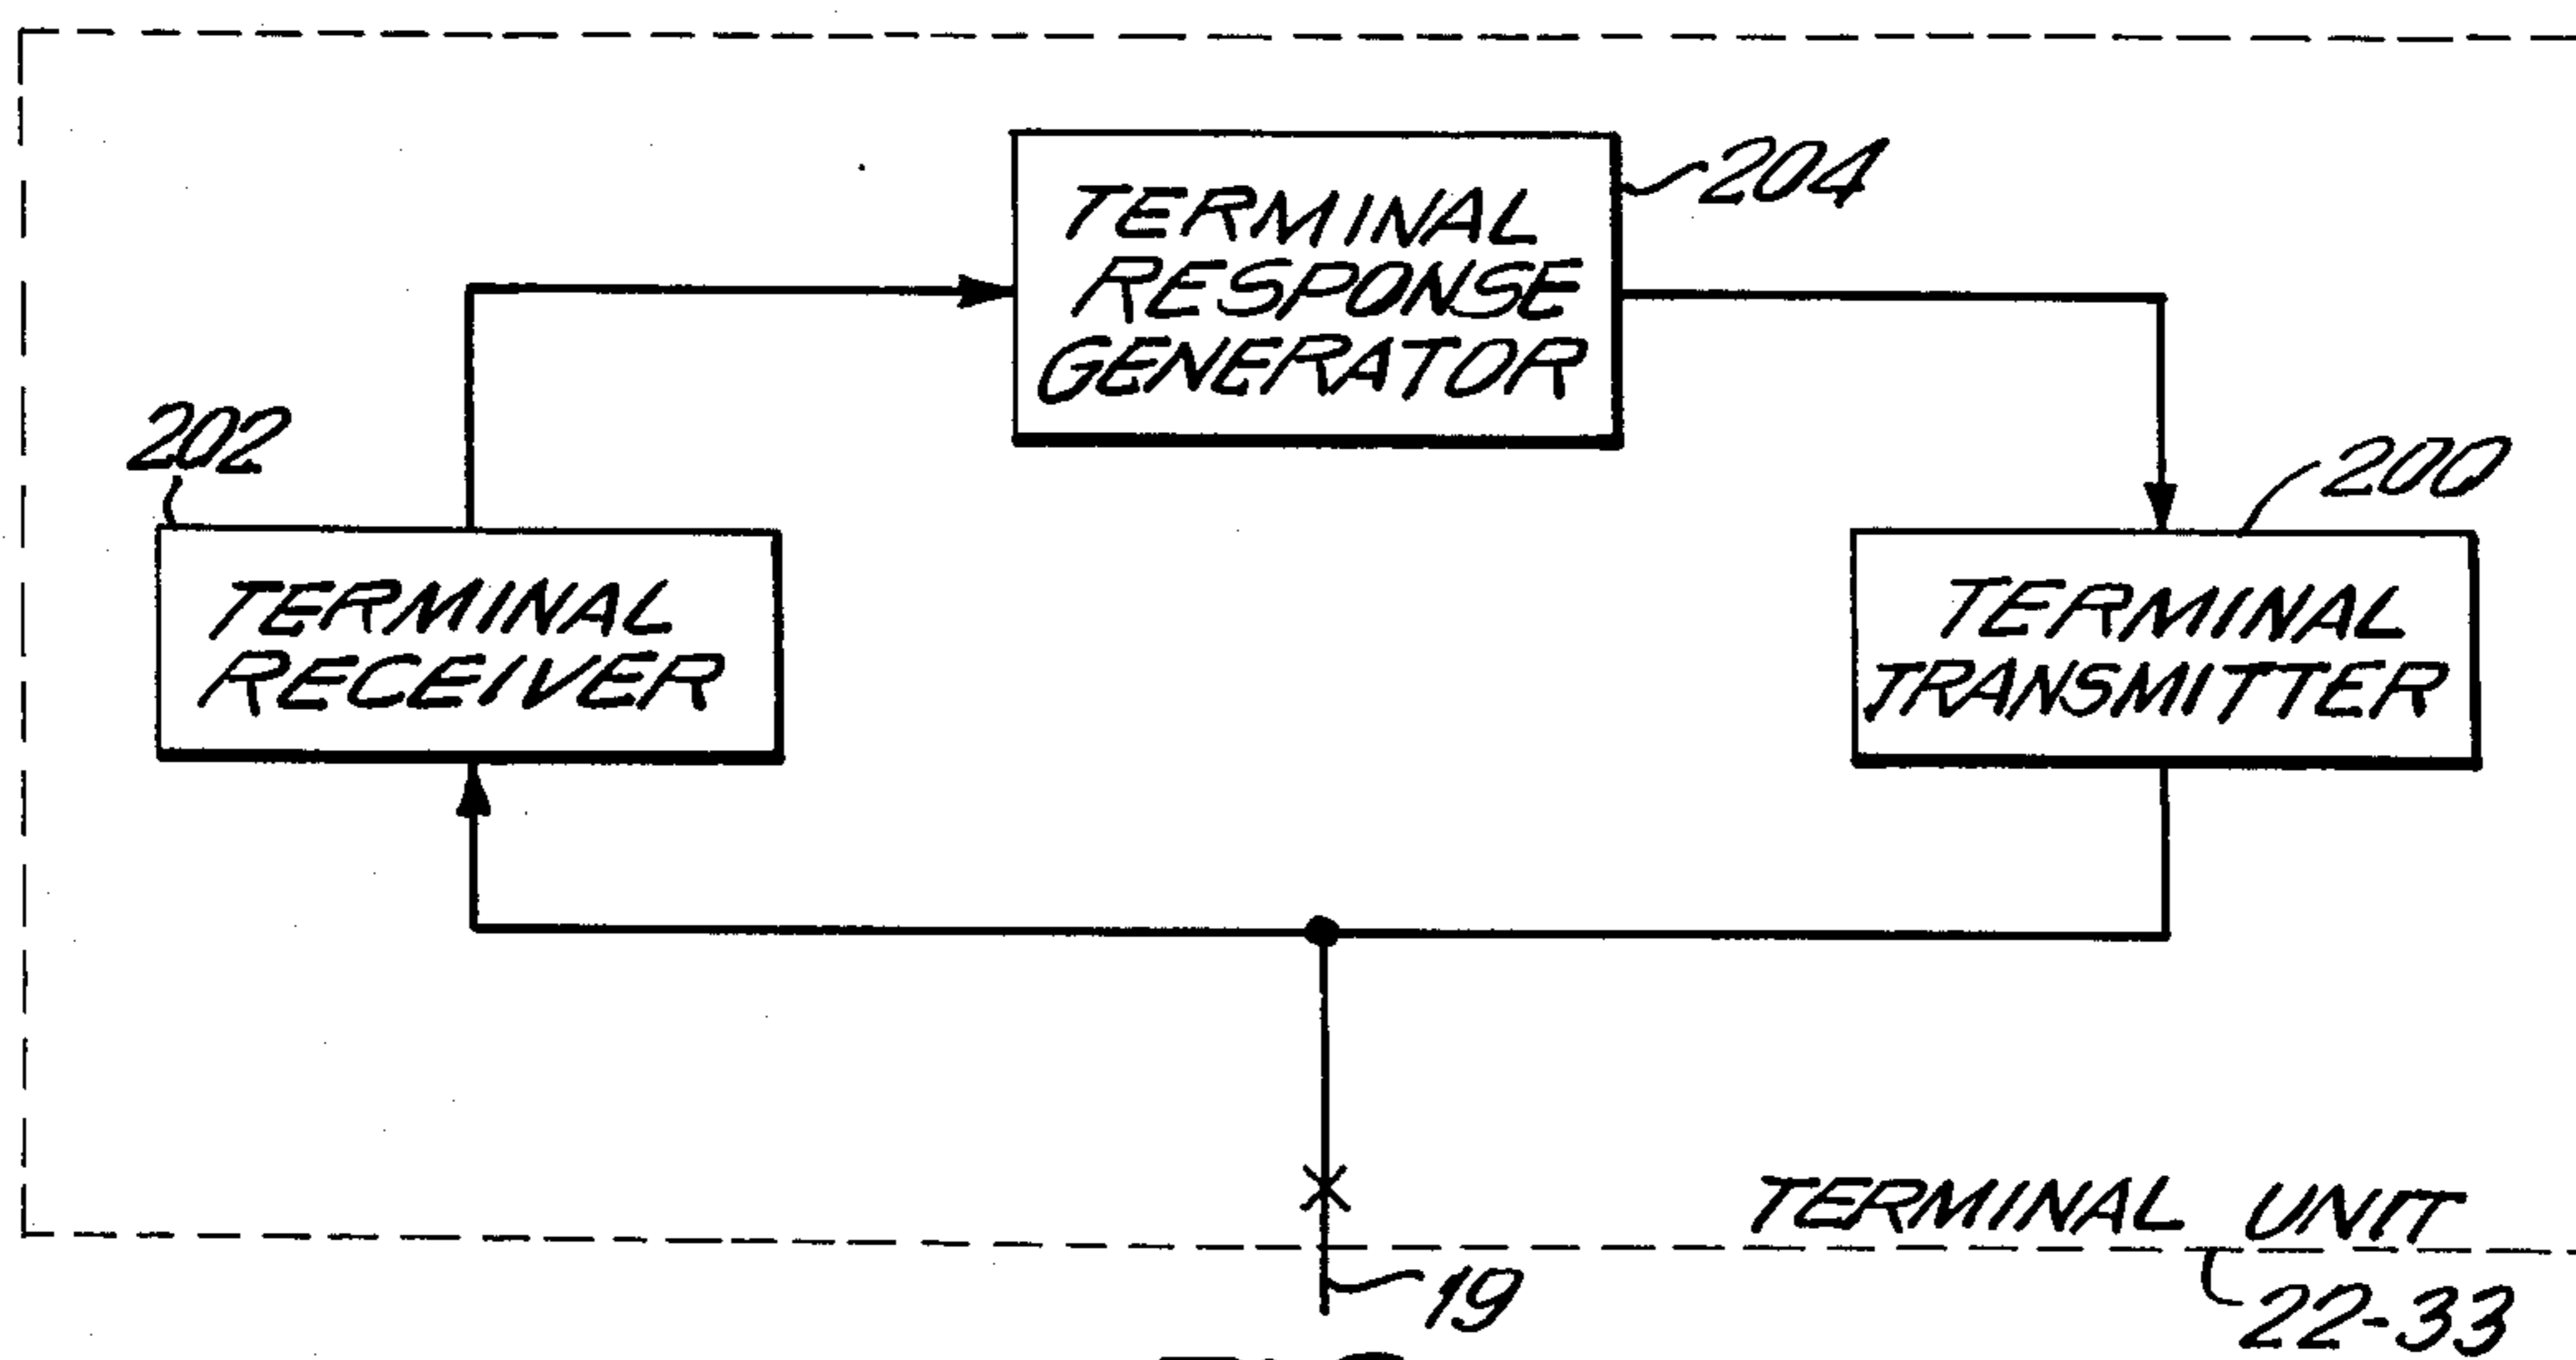 204
TERMINAL
RESPONSE
GENERATOR
202
200
TERMINAL
RECEIVER
TERMINAL
TRANSMITTER
TERMINAL UNIT
19
22-33